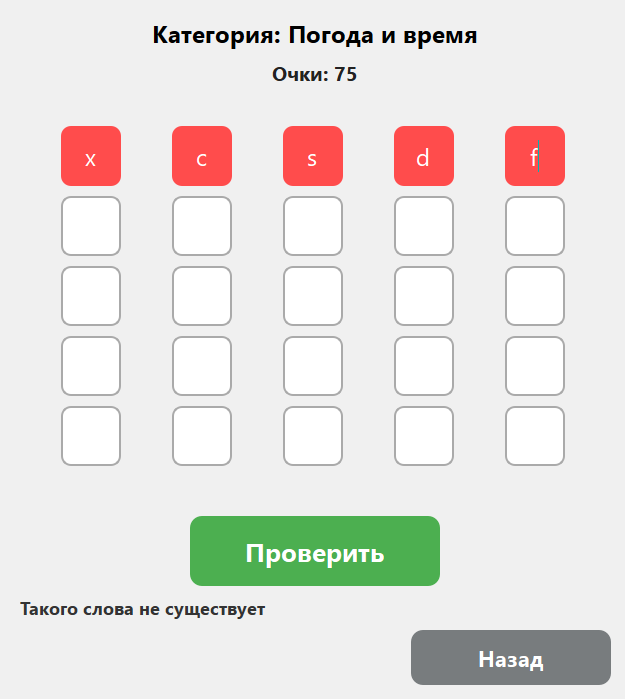 Категория: Погода и время
Очки: 75
x c s d f
Проверить
Такого слова не существует
Назад